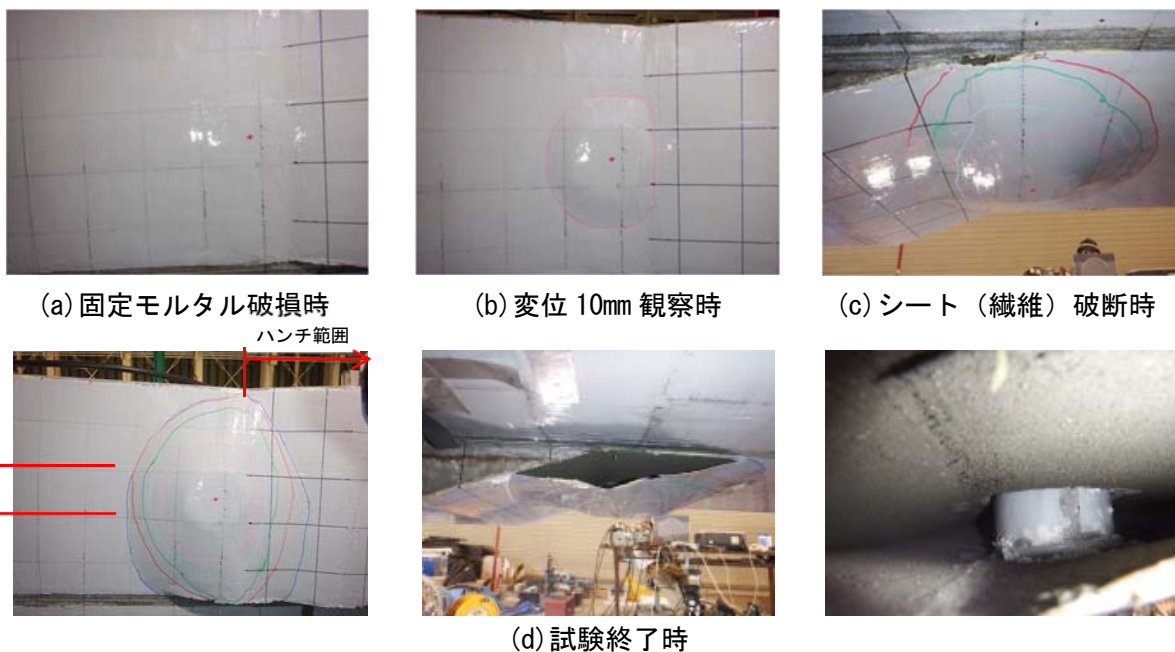 (a)固定モルタル破損時
(b)変位 10mm 観察時
(c)シート（繊維）破断時
ハンチ範囲
(d)試験終了時